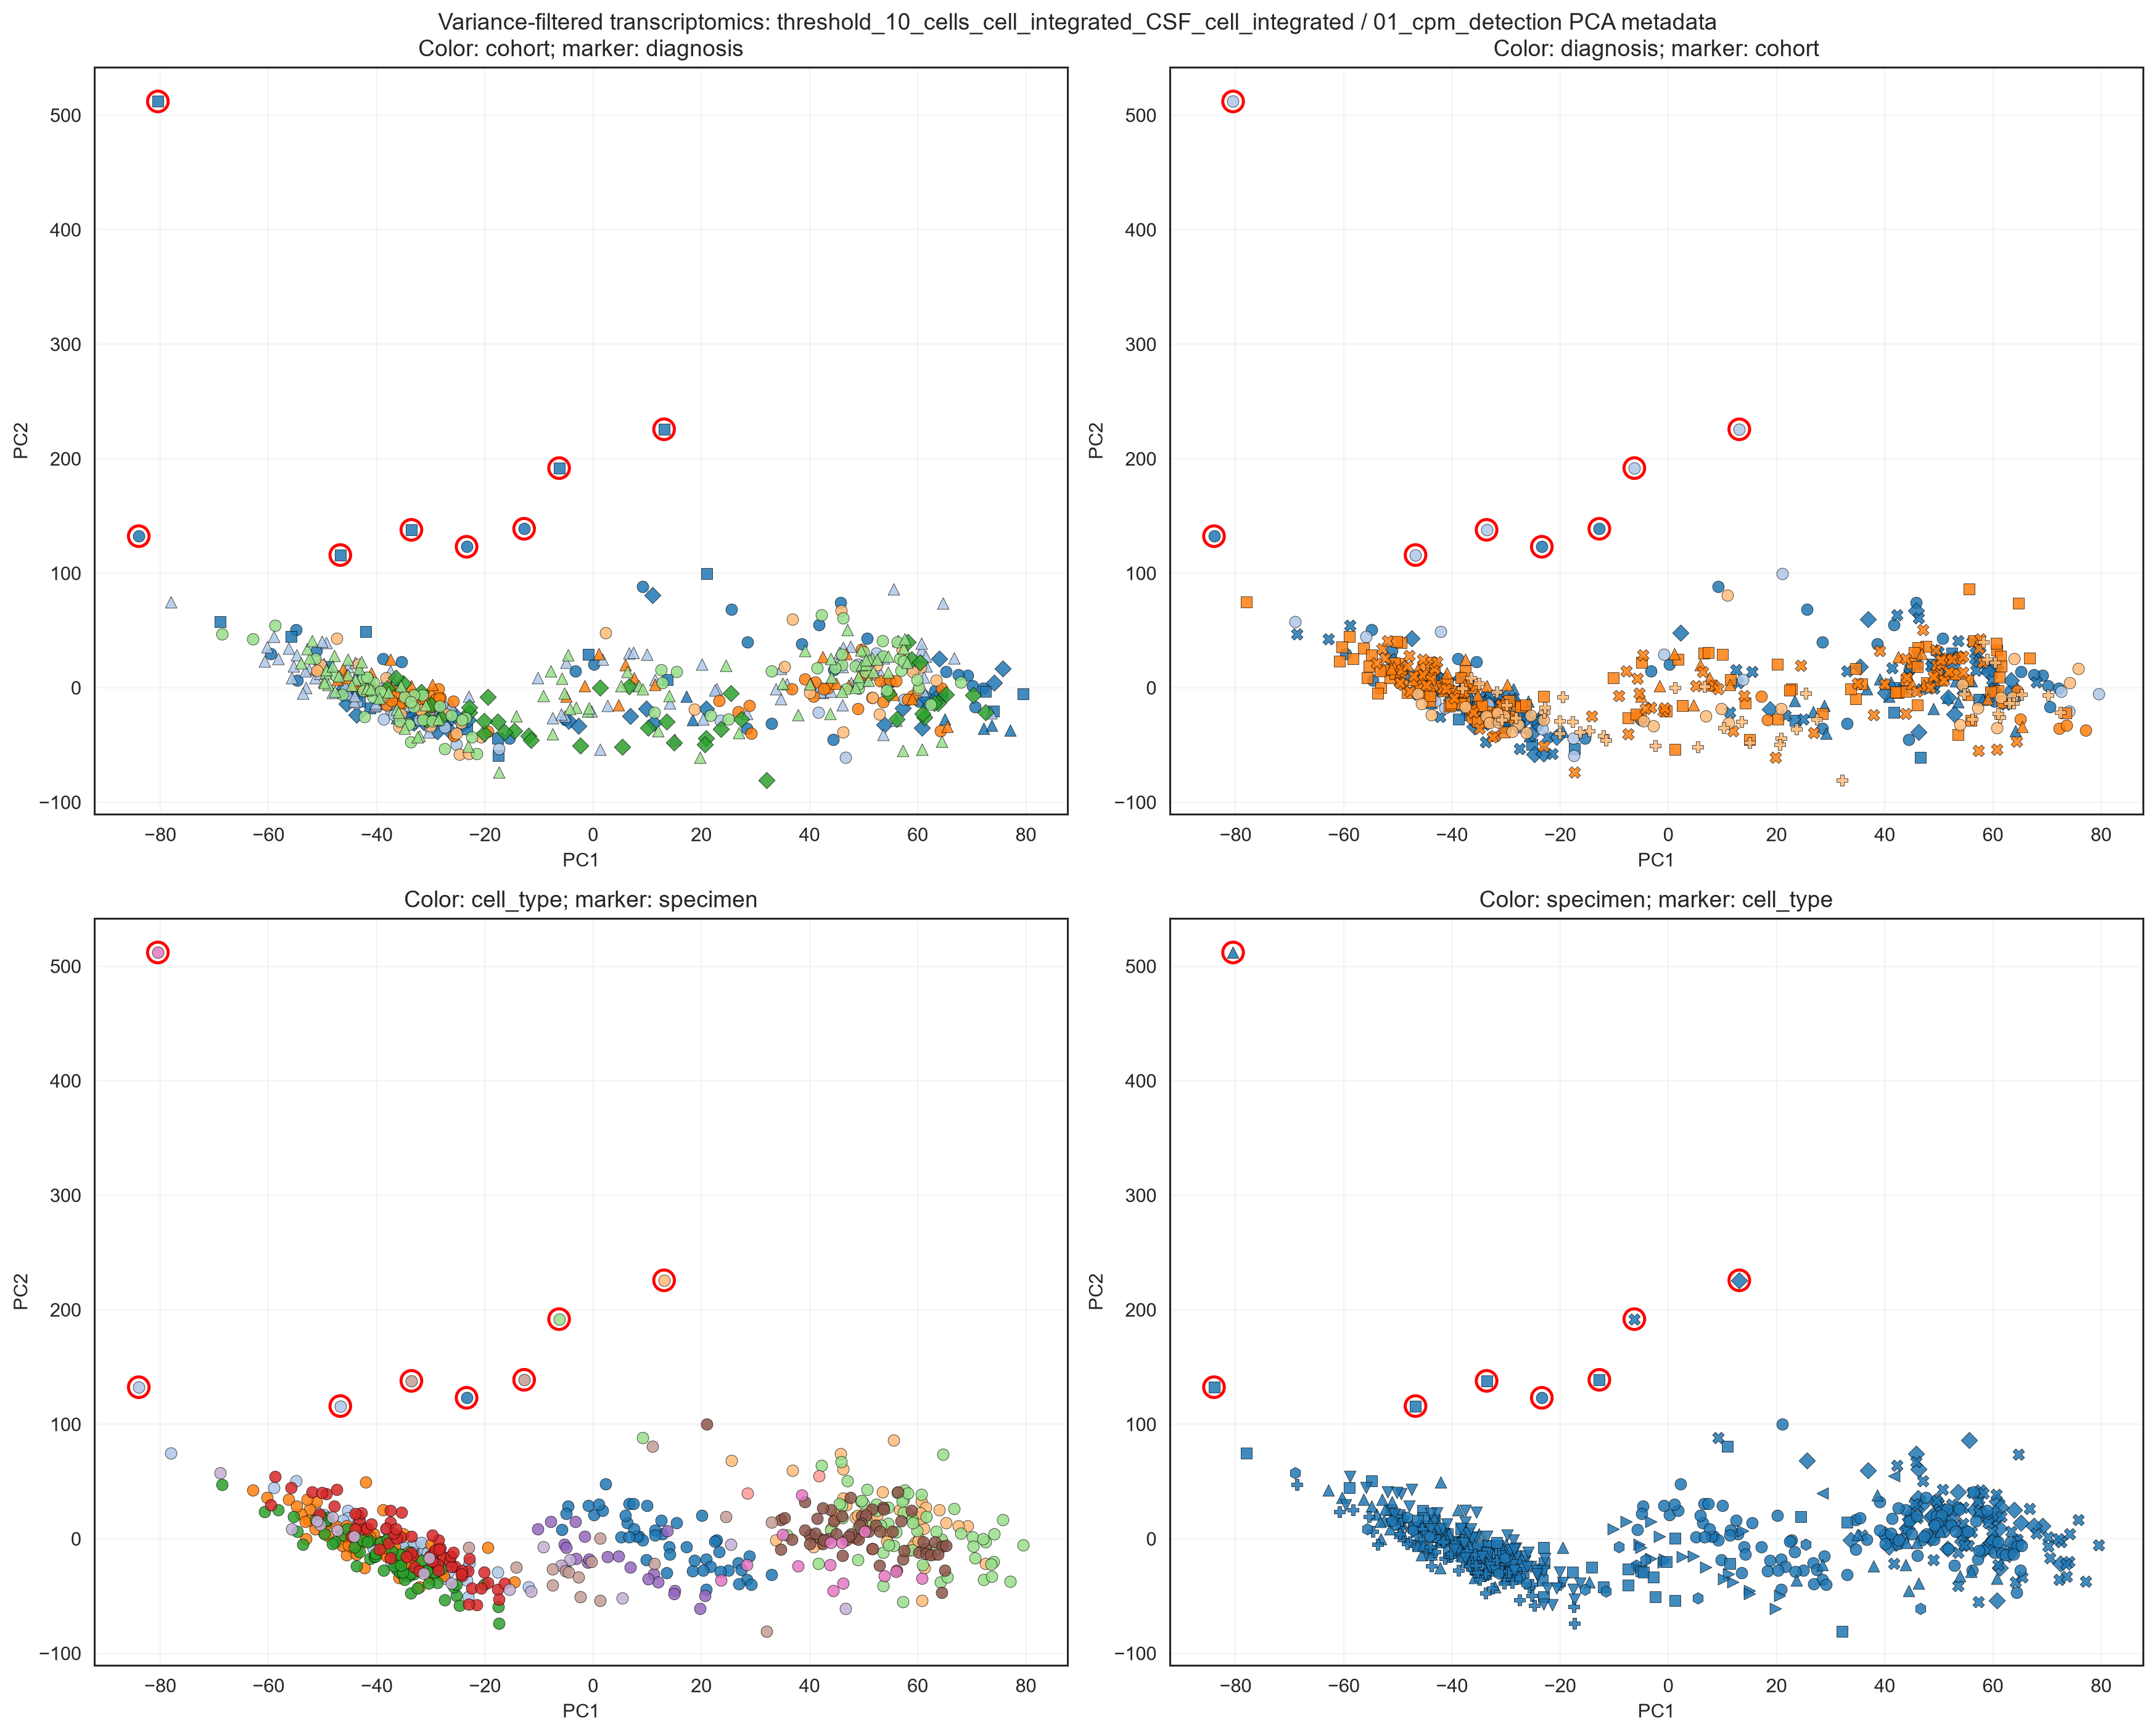 Variance-filtered transcriptomics: threshold_10_cells_cell_integrated_CSF_cell_integrated / 01_cpm_detection PCA metadata
Color: cohort; marker: diagnosis
Color: diagnosis; marker: cohort
500
400
300
200
100
0
−100
PC2
−80 −60 −40 −20 0 20 40 60 80
PC1
500
400
300
200
100
0
−100
PC2
−80 −60 −40 −20 0 20 40 60 80
PC1
Color: cell_type; marker: specimen
Color: specimen; marker: cell_type
500
400
300
200
100
0
−100
PC2
−80 −60 −40 −20 0 20 40 60 80
PC1
500
400
300
200
100
0
−100
PC2
−80 −60 −40 −20 0 20 40 60 80
PC1